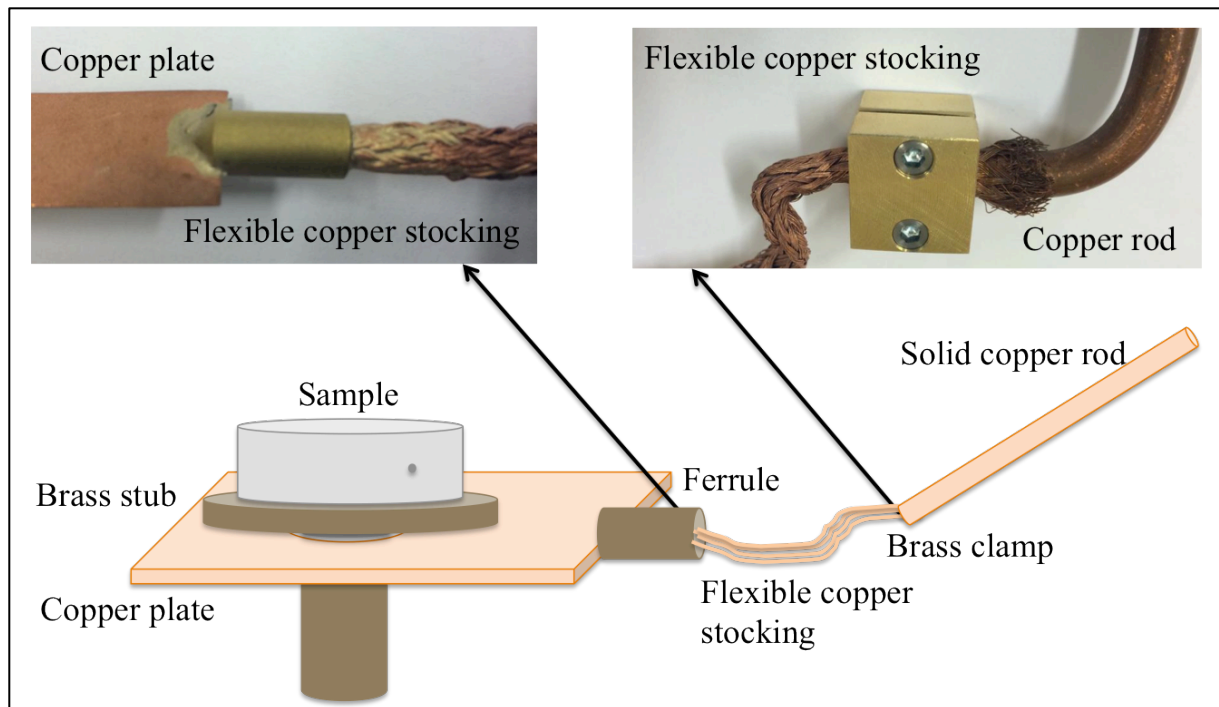 Copper plate
Flexible copper stocking
Flexible copper stocking
Copper rod
Solid copper rod
Sample
Brass stub
Ferrule
Brass clamp
Copper plate
Flexible copper
stocking